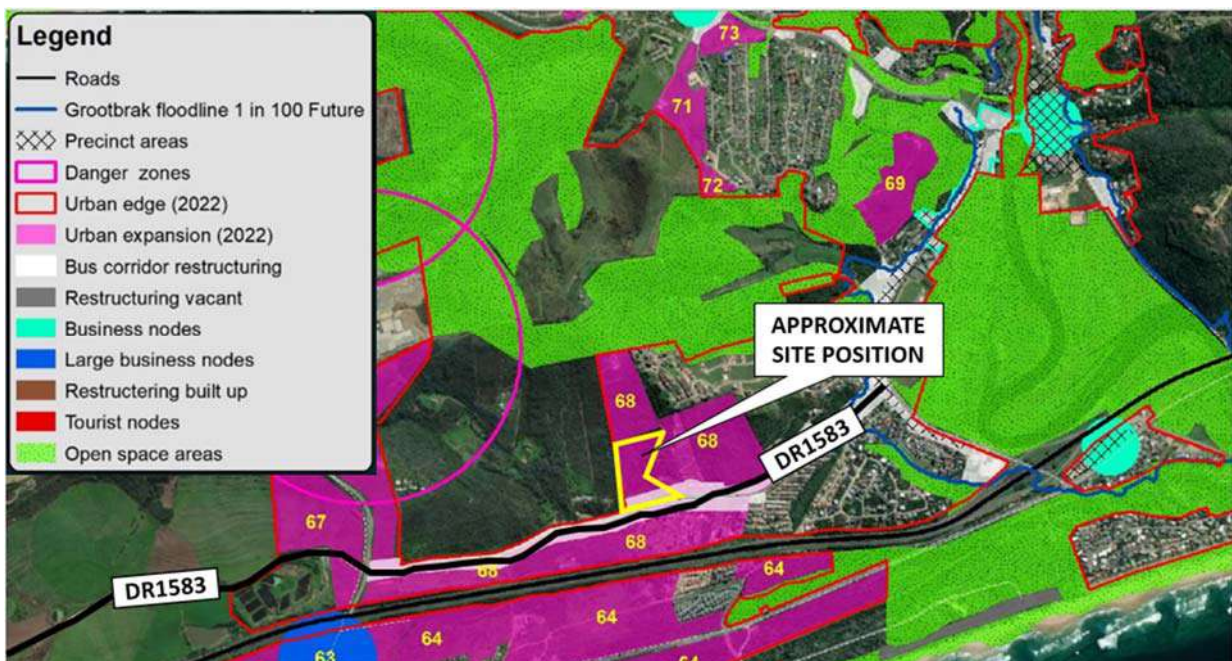 Legend
Roads
Grootbrak floodline 1 in 100 Future
Precinct areas
Danger zones
Urban edge (2022)
Urban expansion (2022)
Bus corridor restructuring
Restructuring vacant
Business nodes
Large business nodes
Restructering built up
Tourist nodes
Open space areas
73
71
72
69
APPROXIMATE
SITE POSITION
68
68
DR1583
67
68
68
DR1583
64
64
64
63
64